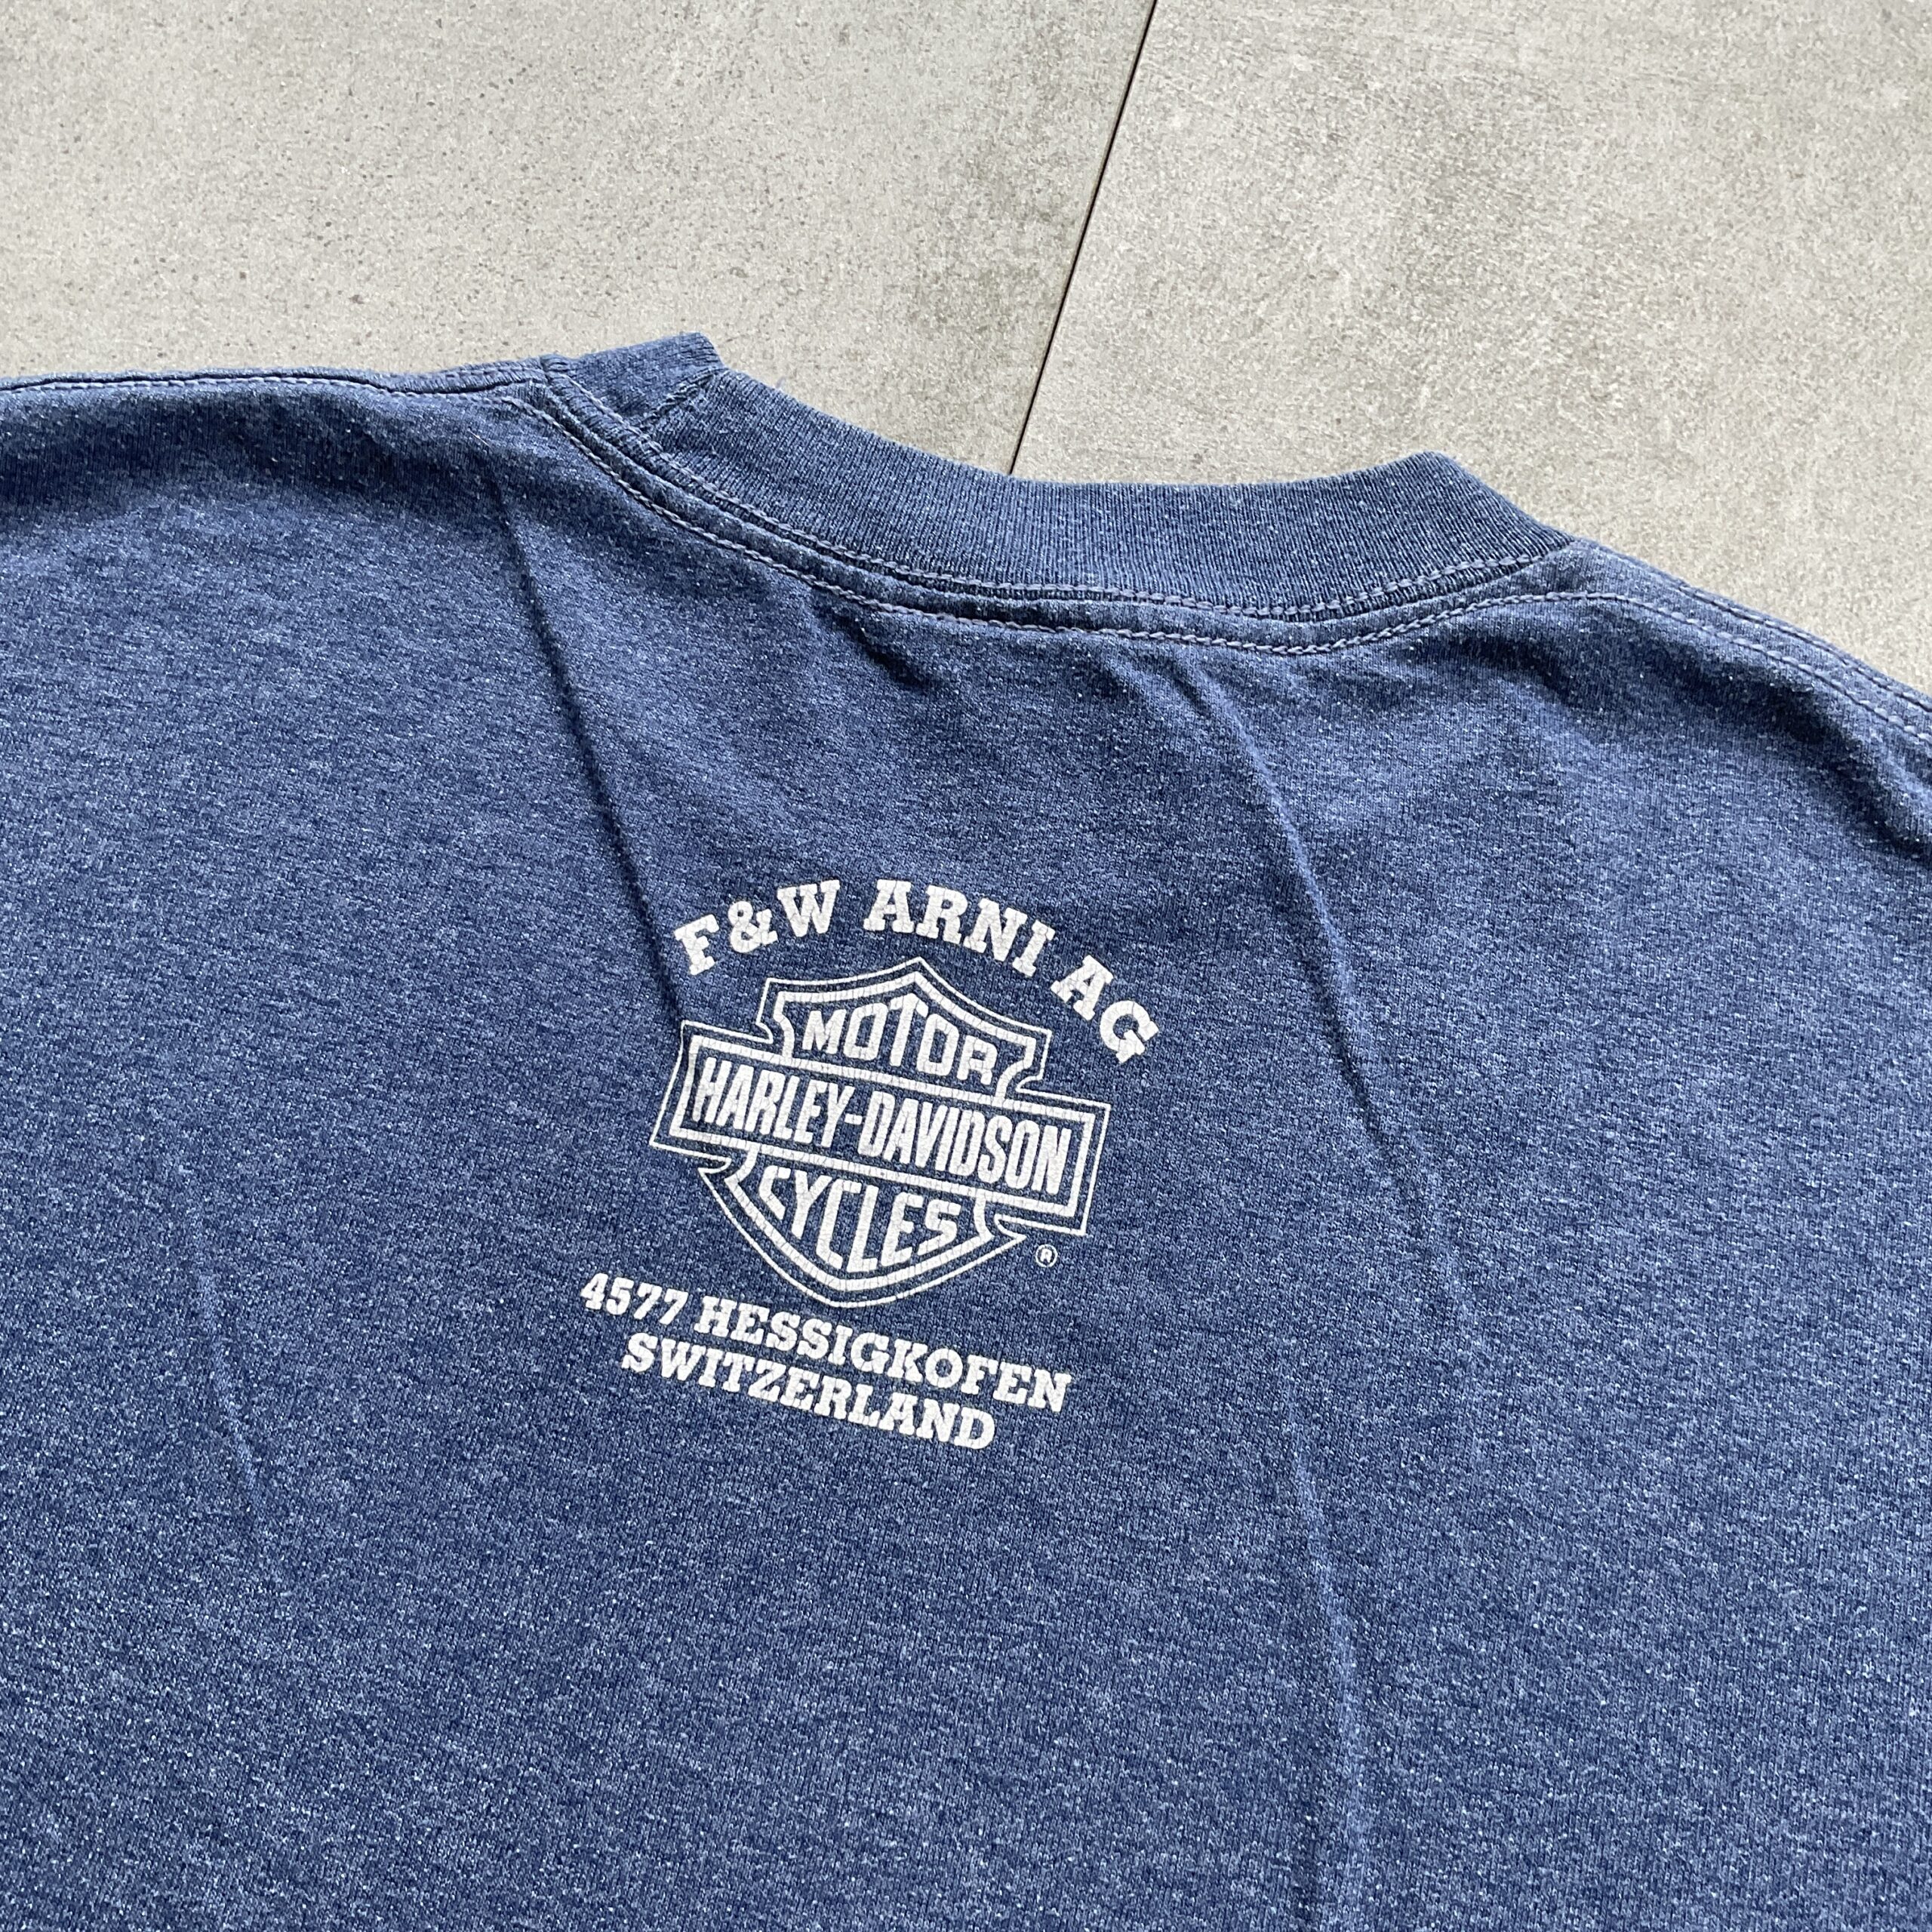 F&W ARNI AG
MOTOR
HARLEY-DAVIDSON
CYCLES
®
4577 HESSIGKOFEN
SWITZERLAND